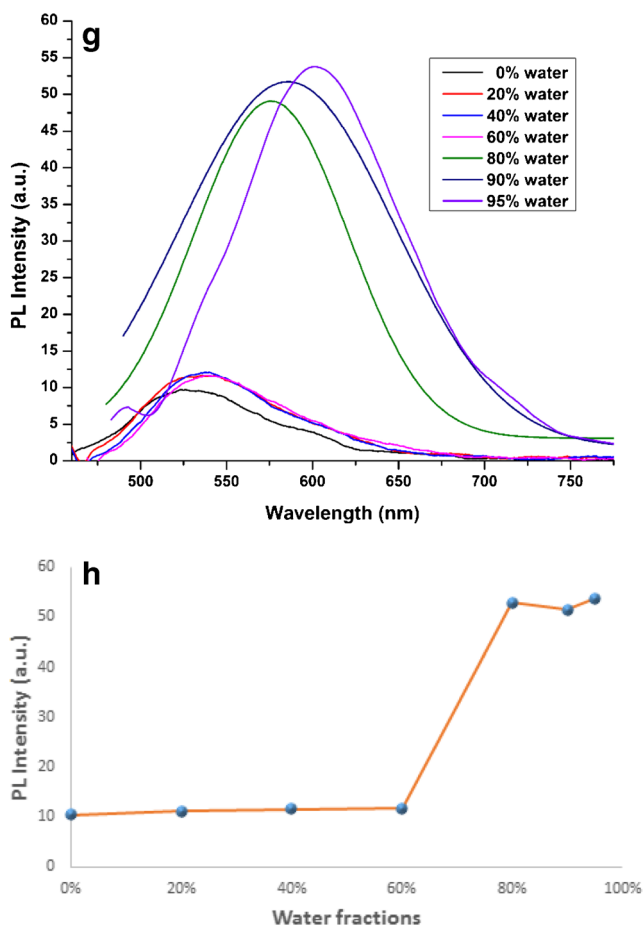 g
60
55
50
45
40
35
30
25
20
15
10
5
0
PL Intensity (a.u.)
0% water
20% water
40% water
60% water
80% water
90% water
95% water
500 550 600 650 700 750
Wavelength (nm)
h
60
50
40
30
20
10
0
PL Intensity (a.u.)
0% 20% 40% 60% 80% 100%
Water fractions